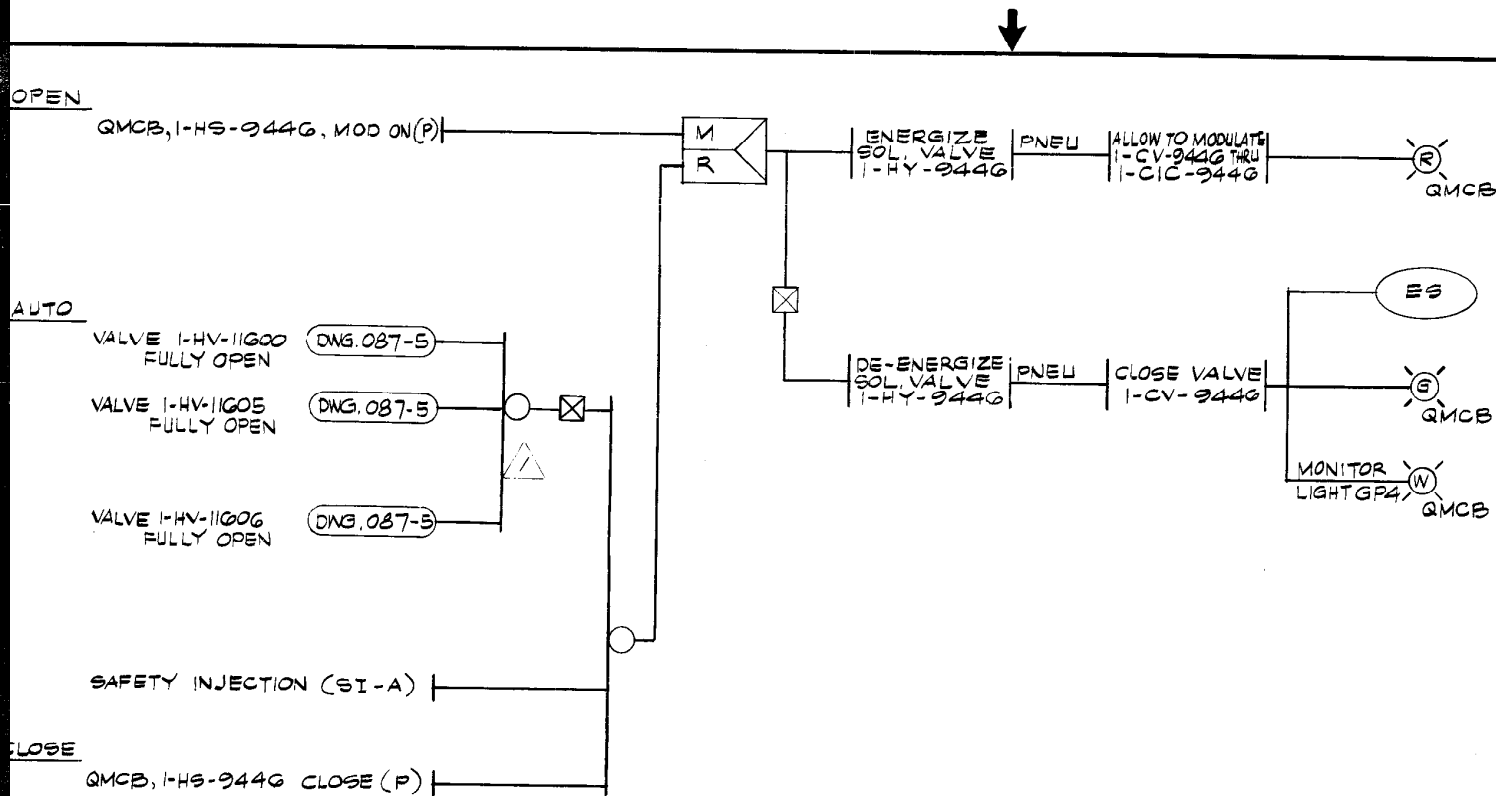 OPEN
QMCB, 1-HS-9446, MOD ON (P)
M
R
ENERGIZE
SOL. VALVE
1-HY-9446
PNEU
ALLOW TO MODULATE
1-CV-9446 THRU
1-CIC-9446
R
QMCB
AUTO
VALVE 1-HV-11600
FULLY OPEN
DWG. 087-5
VALVE 1-HV-11605
FULLY OPEN
DWG. 087-5
VALVE 1-HV-11606
FULLY OPEN
DWG. 087-5
DE-ENERGIZE
SOL. VALVE
1-HY-9446
PNEU
CLOSE VALVE
1-CV-9446
ES
G
QMCB
MONITOR
LIGHT GP4
W
QMCB
SAFETY INJECTION (SI-A)
CLOSE
QMCB, 1-HS-9446 CLOSE (P)